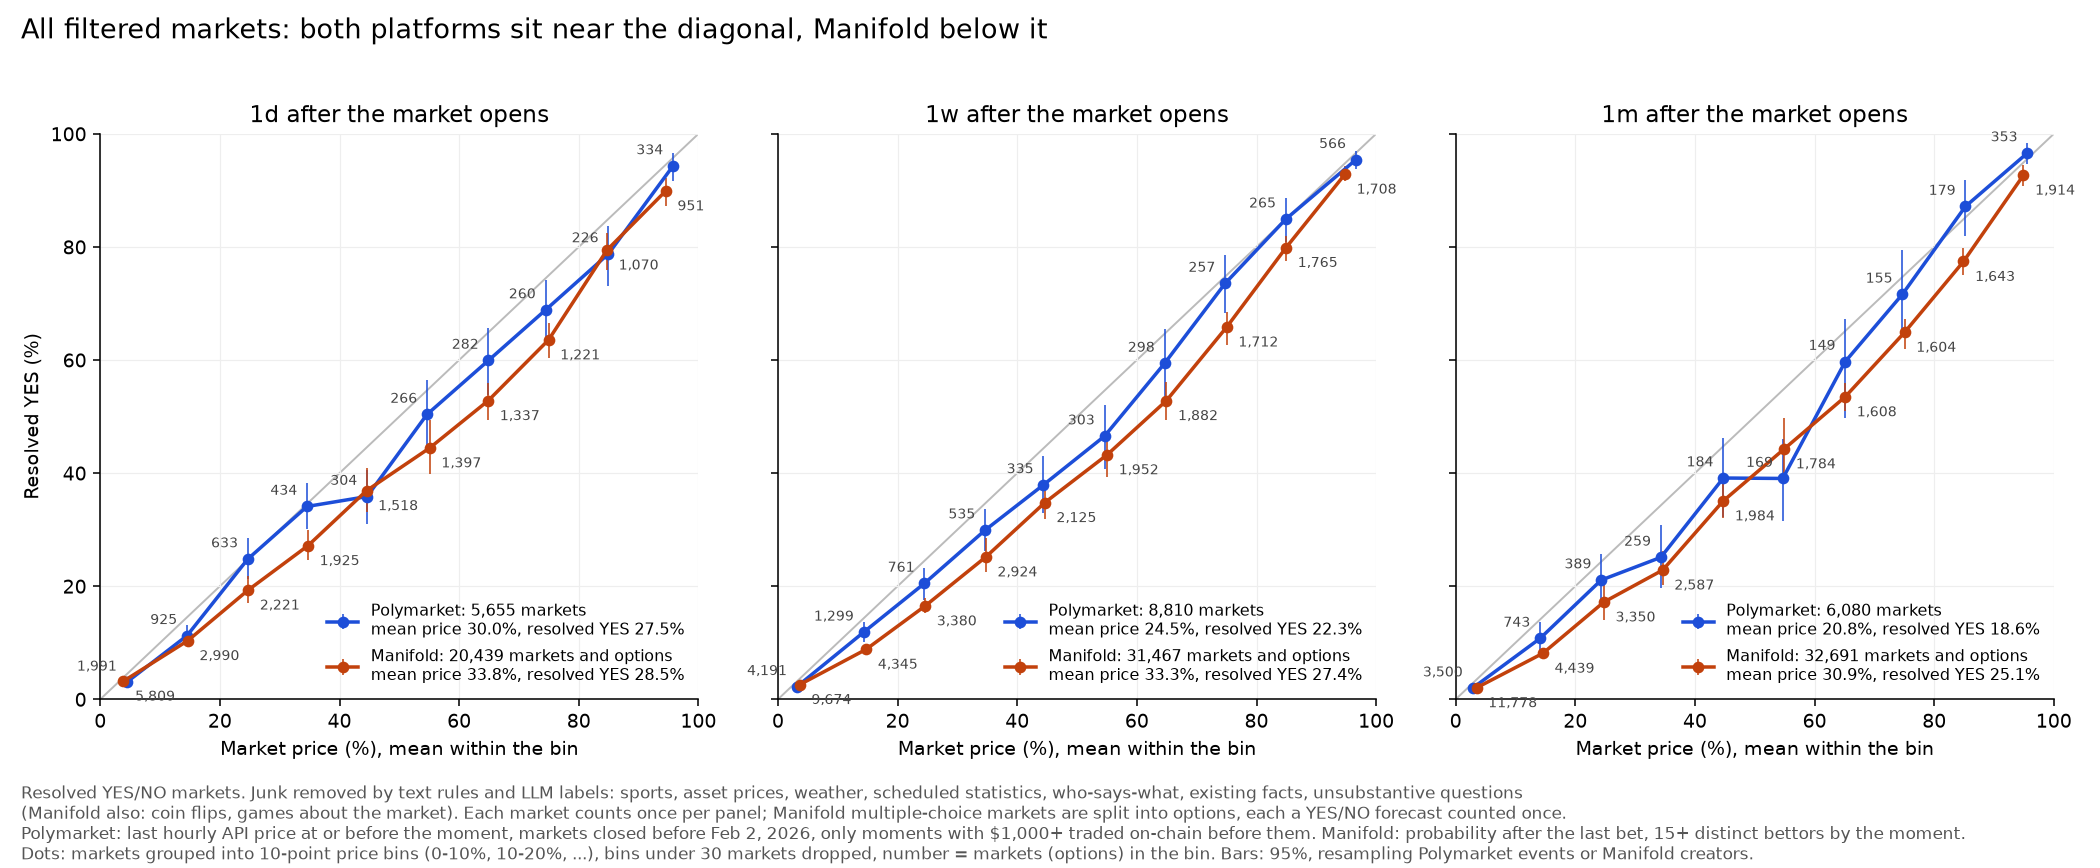 All filtered markets: both platforms sit near the diagonal, Manifold below it
1d after the market opens
Resolved YES (%)
100
80
60
40
20
0
334
951
226
1,070
260
1,221
282
1,337
266
1,397
304
1,518
434
1,925
633
2,221
925
2,990
1,991
5,809
Polymarket: 5,655 markets
mean price 30.0%, resolved YES 27.5%
Manifold: 20,439 markets and options
mean price 33.8%, resolved YES 28.5%
0 20 40 60 80 100
Market price (%), mean within the bin
1w after the market opens
566
1,708
265
1,765
257
1,712
298
1,882
303
1,952
335
2,125
535
2,924
761
3,380
1,299
4,345
4,191
9,674
Polymarket: 8,810 markets
mean price 24.5%, resolved YES 22.3%
Manifold: 31,467 markets and options
mean price 33.3%, resolved YES 27.4%
0 20 40 60 80 100
Market price (%), mean within the bin
1m after the market opens
353
1,914
179
1,643
155
1,604
149
1,608
169
1,784
184
1,984
259
2,587
389
3,350
743
4,439
3,500
11,778
Polymarket: 6,080 markets
mean price 20.8%, resolved YES 18.6%
Manifold: 32,691 markets and options
mean price 30.9%, resolved YES 25.1%
0 20 40 60 80 100
Market price (%), mean within the bin
Resolved YES/NO markets. Junk removed by text rules and LLM labels: sports, asset prices, weather, scheduled statistics, who-says-what, existing facts, unsubstantive questions
(Manifold also: coin flips, games about the market). Each market counts once per panel; Manifold multiple-choice markets are split into options, each a YES/NO forecast counted once.
Polymarket: last hourly API price at or before the moment, markets closed before Feb 2, 2026, only moments with $1,000+ traded on-chain before them. Manifold: probability after the last bet, 15+ distinct bettors by the moment.
Dots: markets grouped into 10-point price bins (0-10%, 10-20%, ...), bins under 30 markets dropped, number = markets (options) in the bin. Bars: 95%, resampling Polymarket events or Manifold creators.